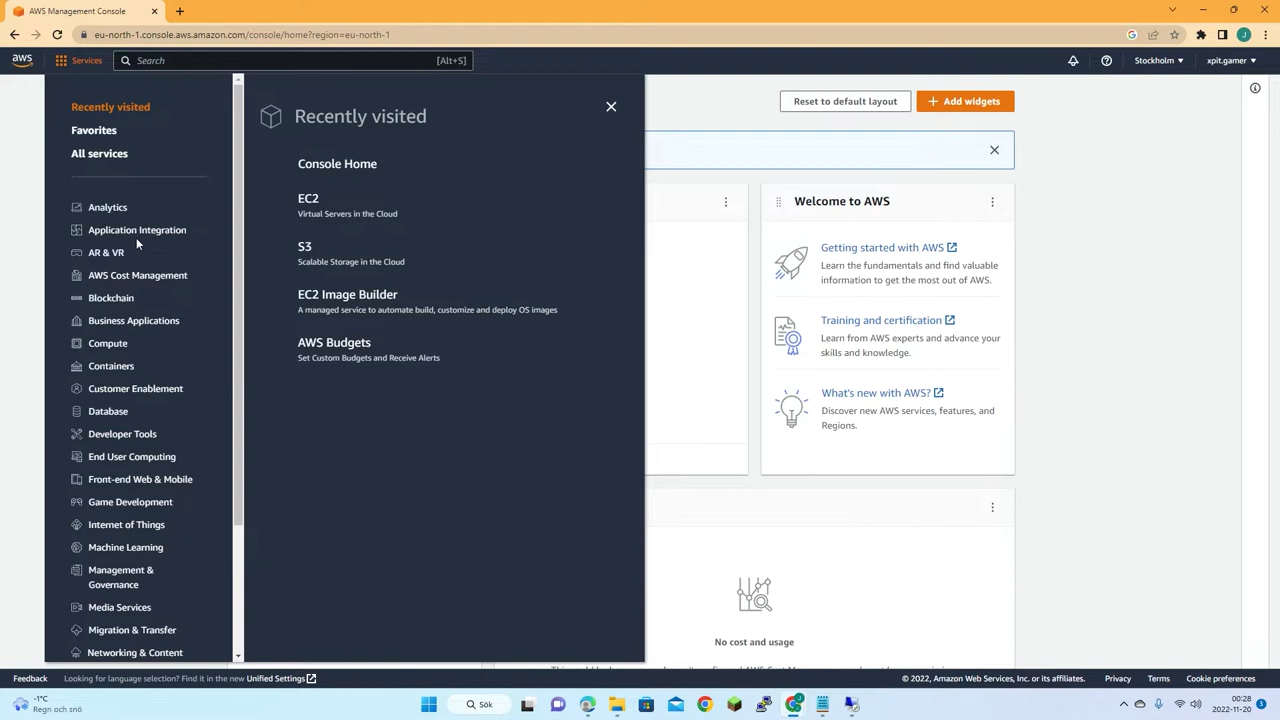 AWS Management Console
eu-north-1.console.aws.amazon.com/console/home?region=eu-north-1
J
aws
Services
Search
[Alt+S]
Stockholm
xpit.gamer
Recently visited
Favorites
All services
Analytics
Application Integration
AR & VR
AWS Cost Management
Blockchain
Business Applications
Compute
Containers
Customer Enablement
Database
Developer Tools
End User Computing
Front-end Web & Mobile
Game Development
Internet of Things
Machine Learning
Management &
Governance
Media Services
Migration & Transfer
Networking & Content
Recently visited
Console Home
EC2
Virtual Servers in the Cloud
S3
Scalable Storage in the Cloud
EC2 Image Builder
A managed service to automate build, customize and deploy OS images
AWS Budgets
Set Custom Budgets and Receive Alerts
Reset to default layout
Add widgets
Welcome to AWS
Getting started with AWS
Learn the fundamentals and find valuable
information to get the most out of AWS.
Training and certification
Learn from AWS experts and advance your
skills and knowledge.
What's new with AWS?
Discover new AWS services, features, and
Regions.
No cost and usage
Feedback
Looking for language selection? Find it in the new Unified Settings
© 2022, Amazon Web Services, Inc. or its affiliates.
Privacy
Terms
Cookie preferences
-1°C
Regn och snö
Sök
00:28
2022-11-20
3